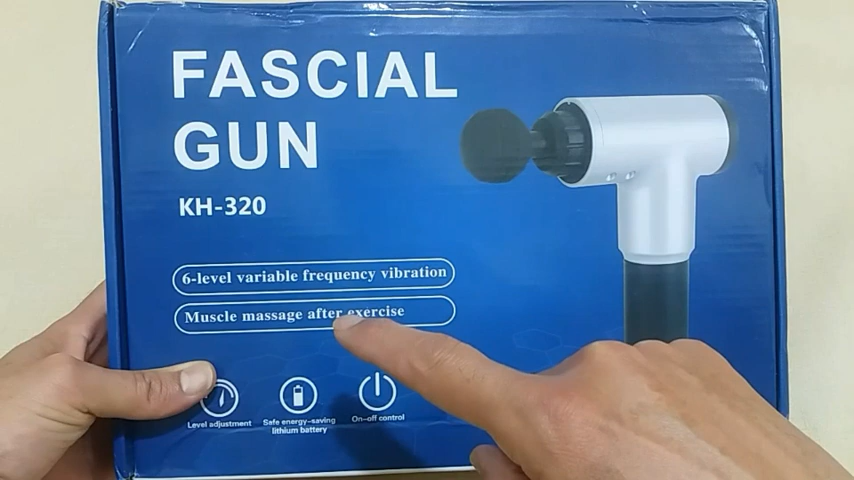 FASCIAL
GUN
KH-320
6-level variable frequency vibration
Muscle massage after exercise
Level adjustment
Safe energy-saving
lithium battery
On-off control